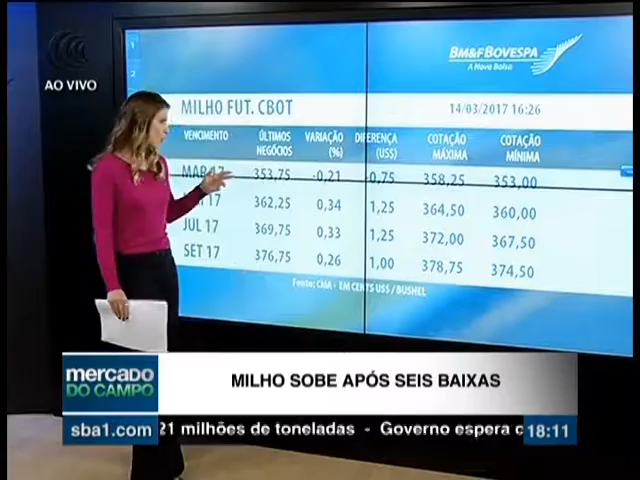 1
2
AO VIVO
BM&FBOVESPA
A Nova Bolsa
MILHO FUT. CBOT
14/03/2017 16:26
VENCIMENTO ÚLTIMOS NEGÓCIOS VARIAÇÃO (%) DIFERENÇA (US$) COTAÇÃO MÁXIMA COTAÇÃO MÍNIMA
MAR 17 353,75 -0,21 -0,75 358,25 353,00
17 362,25 0,34 1,25 364,50 360,00
JUL 17 369,75 0,33 1,25 372,00 367,50
SET 17 376,75 0,26 1,00 378,75 374,50
Fonte: CMA - EM CENTS US$ / BUSHEL
mercado
DO CAMPO
MILHO SOBE APÓS SEIS BAIXAS
sba1.com 21 milhões de toneladas - Governo espera c 18:11